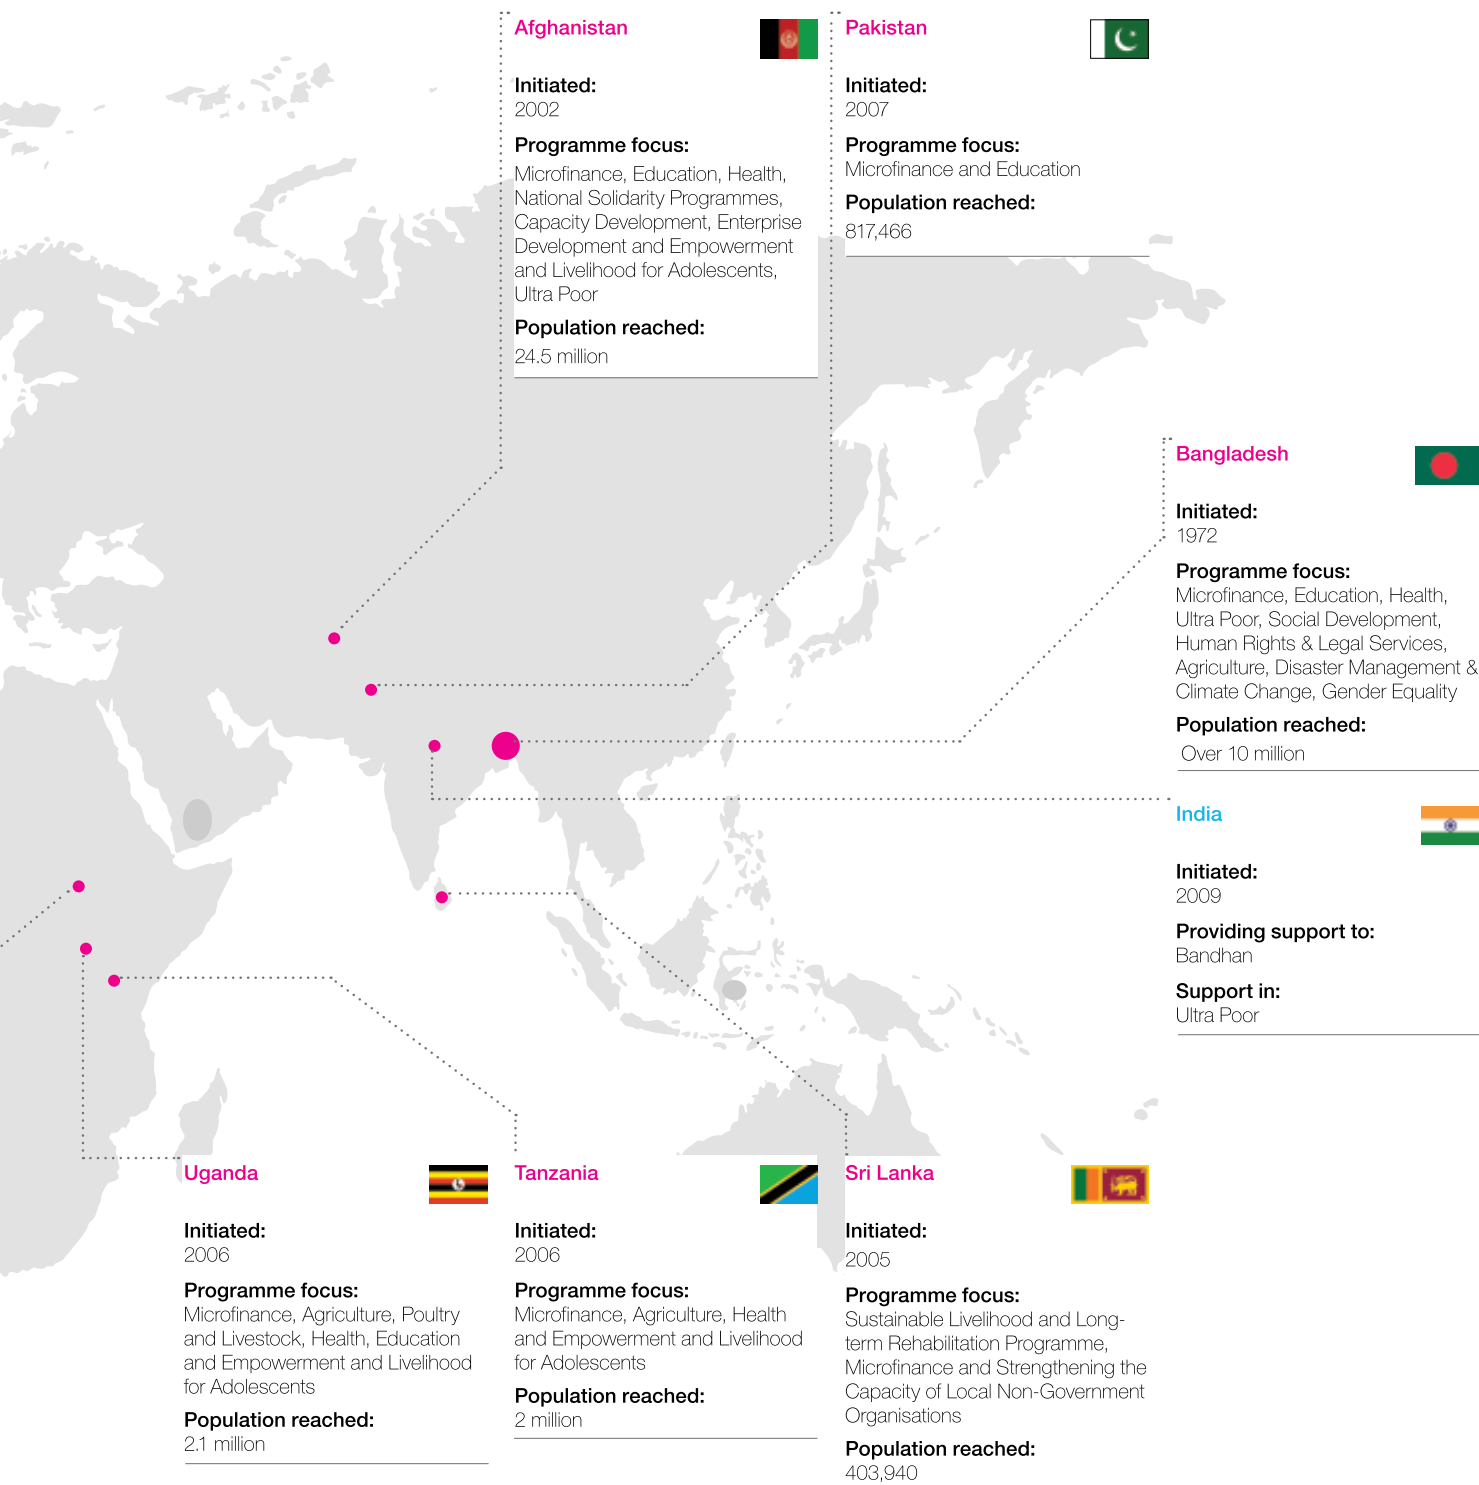 Afghanistan
Initiated:
2002
Programme focus:
Microfinance, Education, Health,
National Solidarity Programmes,
Capacity Development, Enterprise
Development and Empowerment
and Livelihood for Adolescents,
Ultra Poor
Population reached:
24.5 million
Pakistan
Initiated:
2007
Programme focus:
Microfinance and Education
Population reached:
817,466
Bangladesh
Initiated:
1972
Programme focus:
Microfinance, Education, Health,
Ultra Poor, Social Development,
Human Rights & Legal Services,
Agriculture, Disaster Management &
Climate Change, Gender Equality
Population reached:
Over 10 million
India
Initiated:
2009
Providing support to:
Bandhan
Support in:
Ultra Poor
Uganda
Initiated:
2006
Programme focus:
Microfinance, Agriculture, Poultry
and Livestock, Health, Education
and Empowerment and Livelihood
for Adolescents
Population reached:
2.1 million
Tanzania
Initiated:
2006
Programme focus:
Microfinance, Agriculture, Health
and Empowerment and Livelihood
for Adolescents
Population reached:
2 million
Sri Lanka
Initiated:
2005
Programme focus:
Sustainable Livelihood and Long-
term Rehabilitation Programme,
Microfinance and Strengthening the
Capacity of Local Non-Government
Organisations
Population reached:
403,940